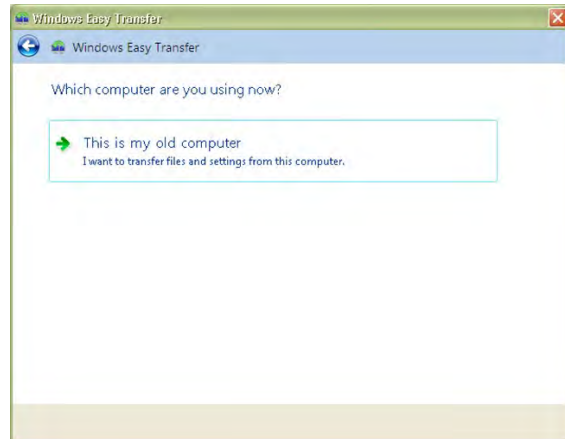 Windows Easy Transfer
Windows Easy Transfer
Which computer are you using now?
This is my old computer
I want to transfer files and settings from this computer.